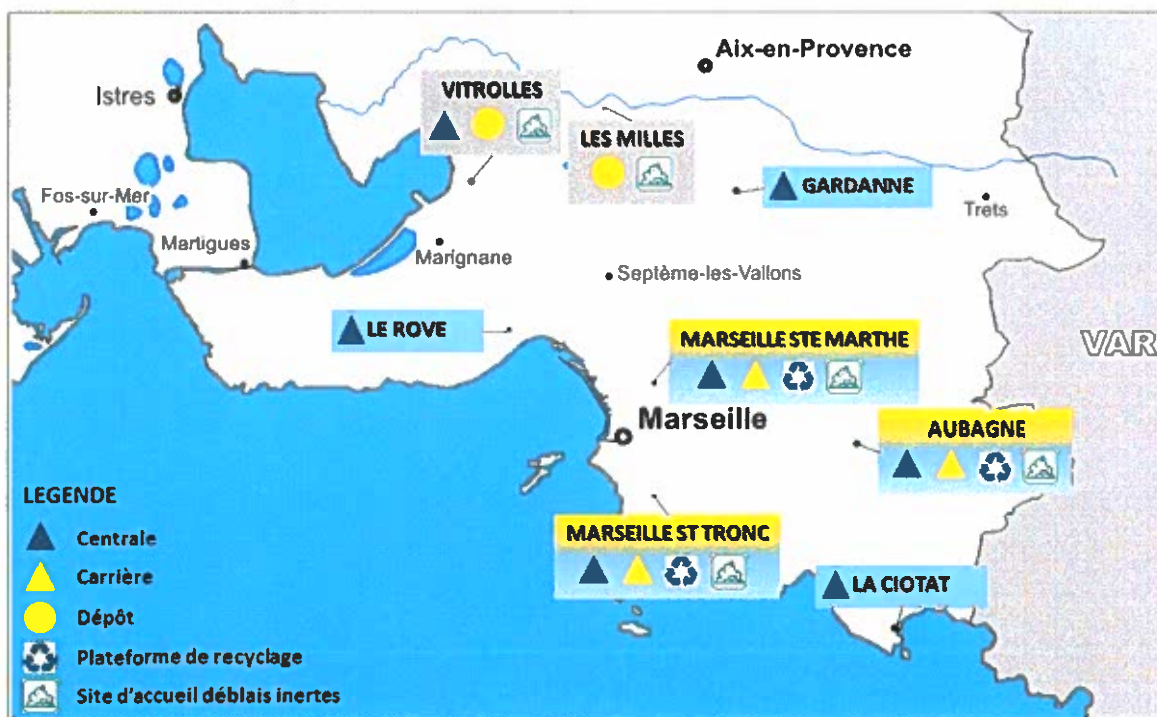 Aix-en-Provence
Istres
VITROLLES
LES MILLES
GARDANNE
Fos-sur-Mer
Trets
Martigues
Marignane
Septème-les-Vallons
LE ROVE
MARSEILLE STE MARTHE
VAR
Marseille
AUBAGNE
LEGENDE
Centrale
Carrière
Dépôt
Plateforme de recyclage
Site d'accueil déblais inertes
MARSEILLE ST TRONC
LA CIOTAT